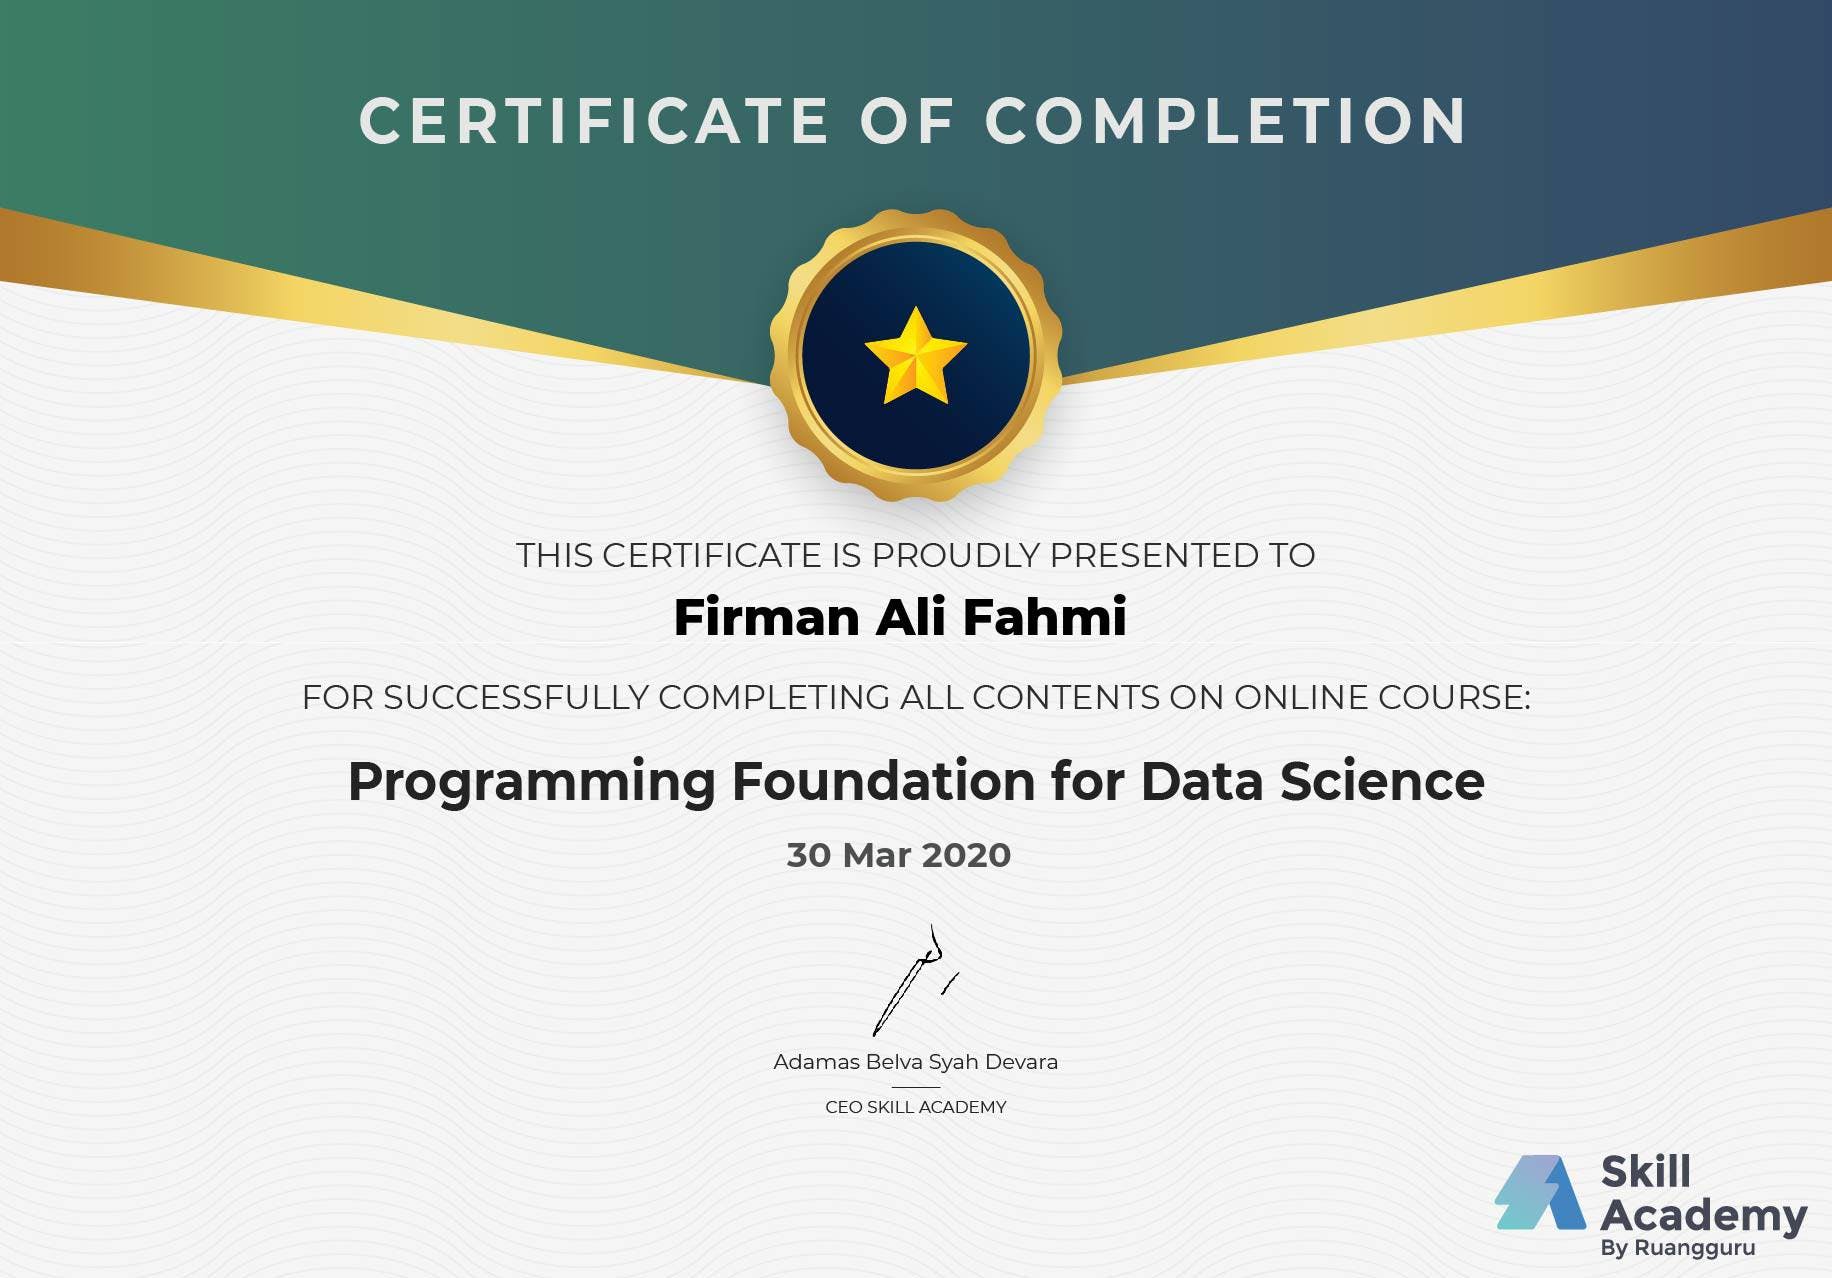 CERTIFICATE OF COMPLETION
THIS CERTIFICATE IS PROUDLY PRESENTED TO
Firman Ali Fahmi
FOR SUCCESSFULLY COMPLETING ALL CONTENTS ON ONLINE COURSE:
Programming Foundation for Data Science
30 Mar 2020
Adamas Belva Syah Devara
CEO SKILL ACADEMY
Skill
Academy
By Ruangguru